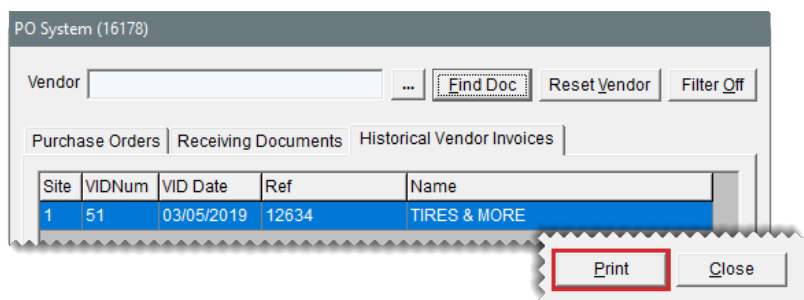 PO System (16178)
Vendor ... Find Doc Reset Vendor Filter Off
Purchase Orders Receiving Documents Historical Vendor Invoices
Site VIDNum VID Date Ref Name
1 51 03/05/2019 12634 TIRES & MORE
Print Close